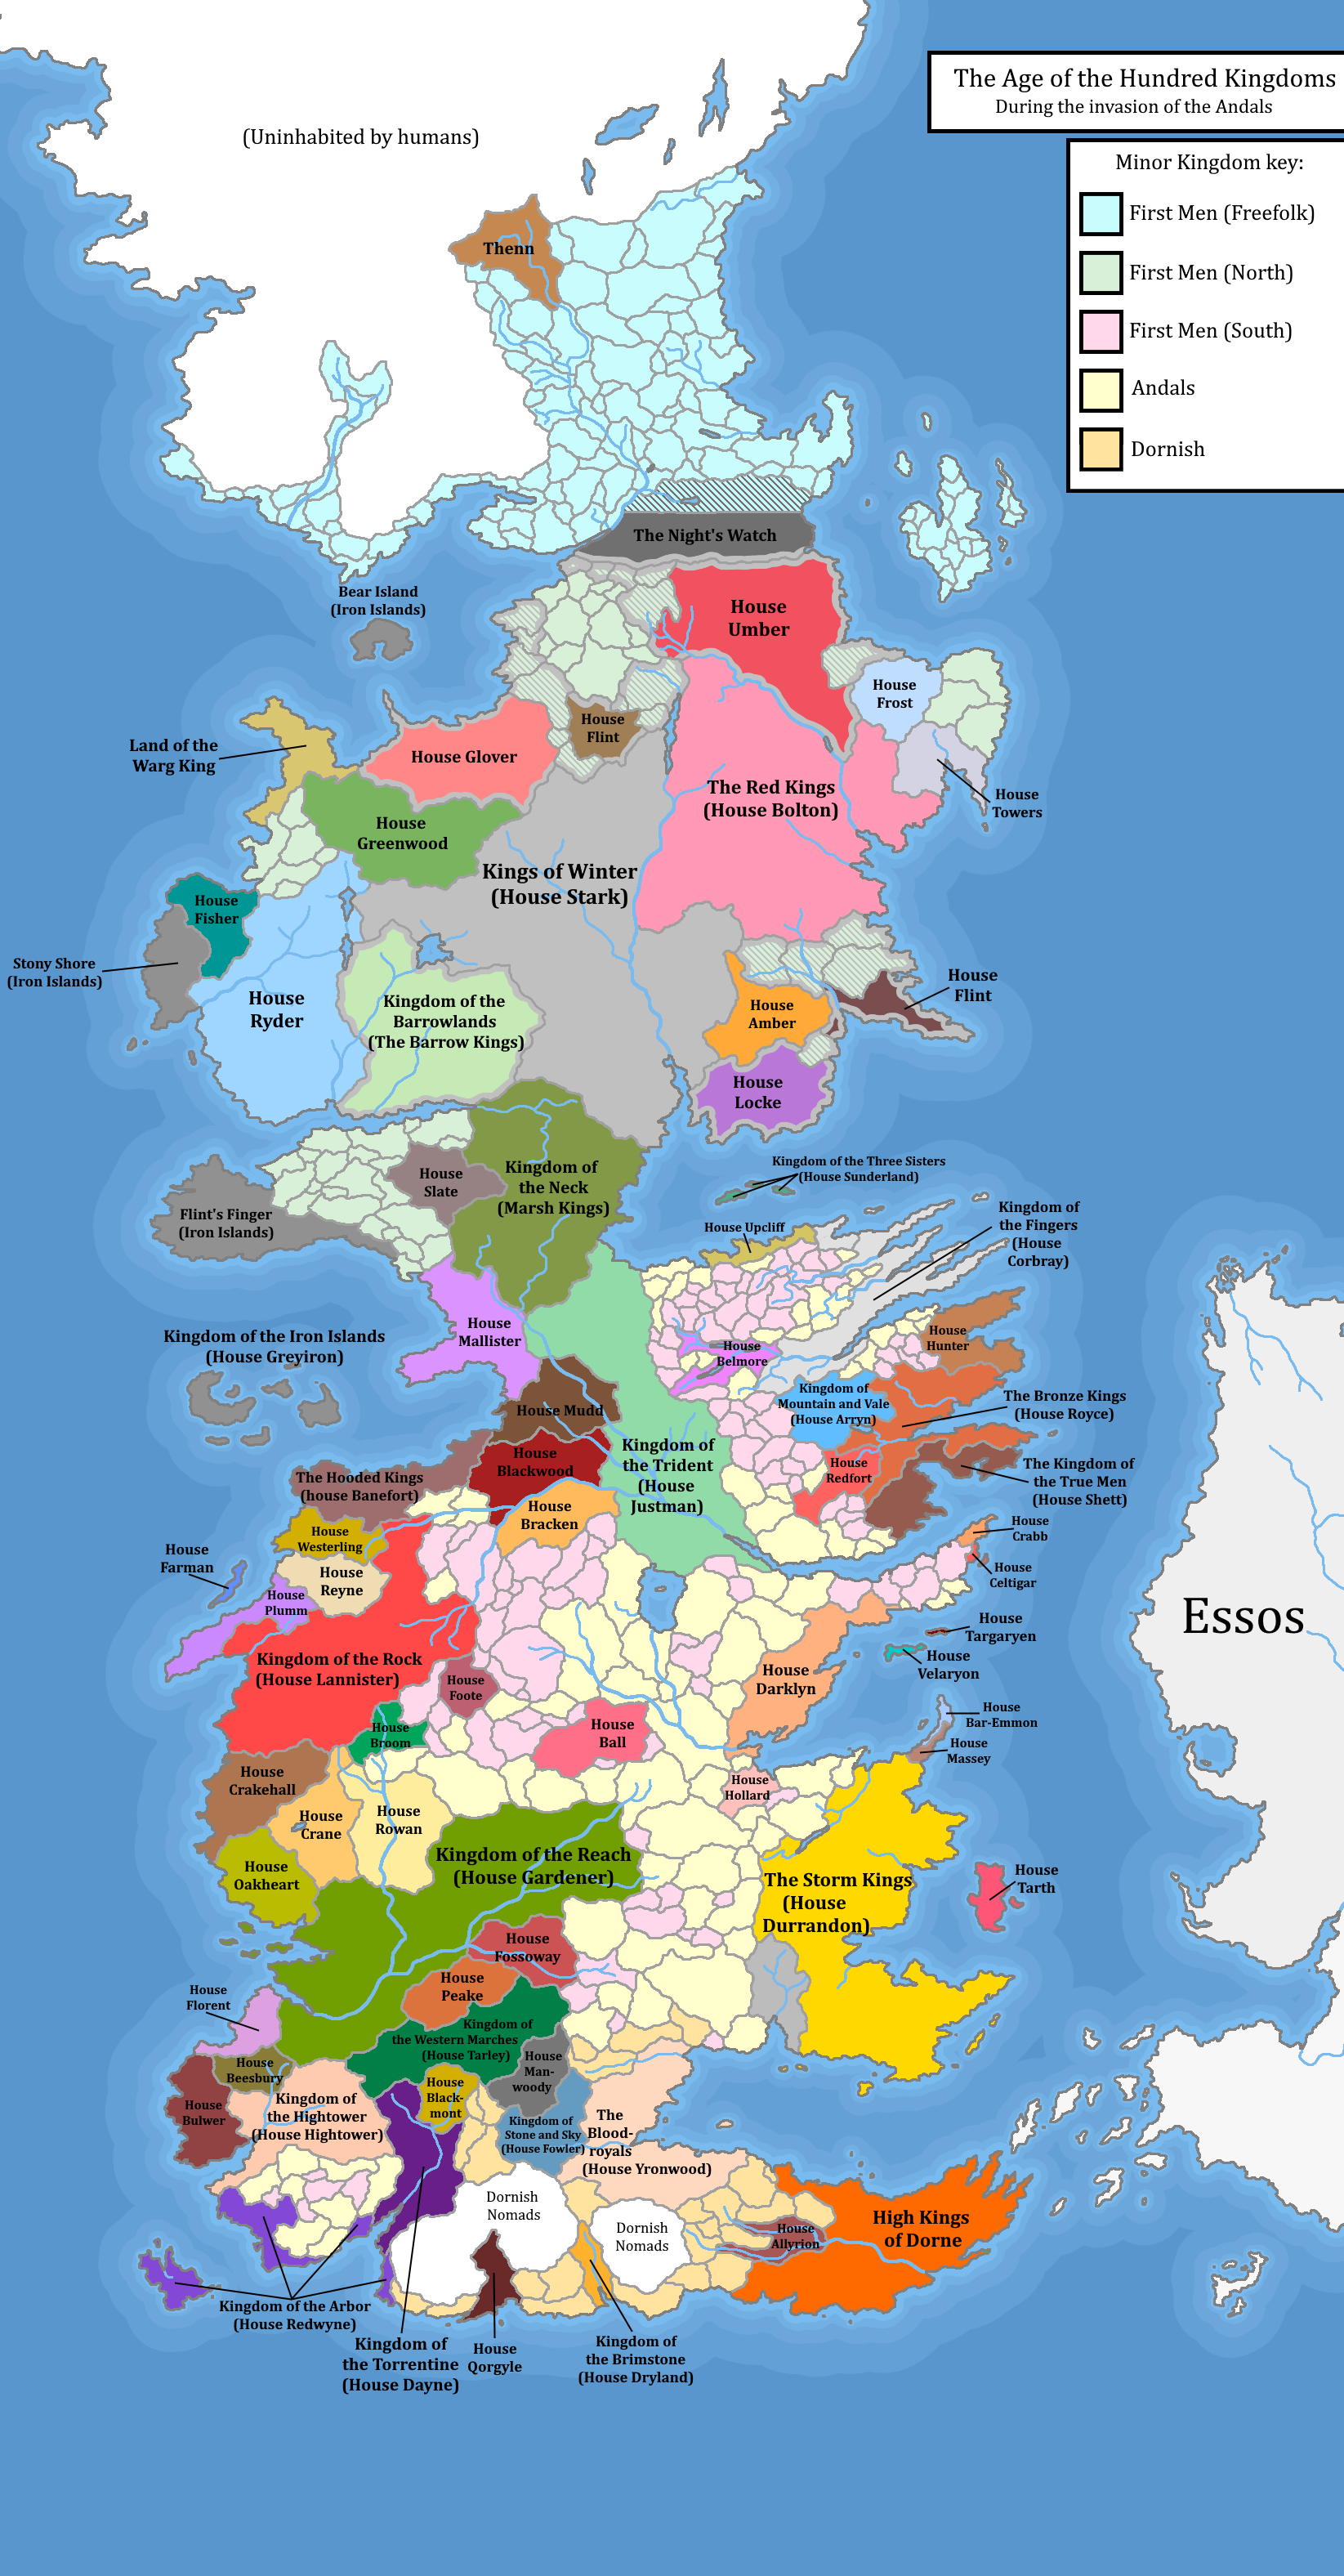 The Age of the Hundred Kingdoms
During the invasion of the Andals
Minor Kingdom key:
First Men (Freefolk)
First Men (North)
First Men (South)
Andals
Dornish
(Uninhabited by humans)
Thenn
The Night's Watch
Bear Island
(Iron Islands)
House
Umber
House
Frost
House
Flint
Land of the
Warg King
House Glover
The Red Kings
(House Bolton)
House
Towers
House
Greenwood
Kings of Winter
(House Stark)
House
Fisher
Stony Shore
(Iron Islands)
House
Ryder
Kingdom of the
Barrowlands
(The Barrow Kings)
House
Flint
House
Amber
House
Locke
Kingdom of the Three Sisters
(House Sunderland)
House
Slate
Kingdom of
the Neck
(Marsh Kings)
Flint's Finger
(Iron Islands)
House Upcliff
Kingdom of
the Fingers
(House
Corbray)
Kingdom of the Iron Islands
(House Greyiron)
House
Mallister
House
Hunter
House
Belmore
Kingdom of
Mountain and Vale
(House Arryn)
The Bronze Kings
(House Royce)
House Mudd
Kingdom of
the Trident
(House
Justman)
House
Blackwood
House
Redfort
The Kingdom of
the True Men
(House Shett)
The Hooded Kings
(house Banefort)
House
Bracken
House
Crabb
House
Westerling
House
Farman
House
Reyne
House
Celtigar
House
Plumm
House
Targaryen
Essos
House
Velaryon
Kingdom of the Rock
(House Lannister)
House
Foote
House
Darklyn
House
Bar-Emmon
House
Broom
House
Ball
House
Massey
House
Crakehall
House
Hollard
House
Crane
House
Rowan
Kingdom of the Reach
(House Gardener)
House
Oakheart
The Storm Kings
(House
Durrandon)
House
Tarth
House
Fossoway
House
Peake
House
Florent
Kingdom of
the Western Marches
(House Tarley)
House
Man-
woody
House
Beesbury
House
Black-
mont
House
Bulwer
Kingdom of
the Hightower
(House Hightower)
Kingdom of
Stone and Sky
(House Fowler)
The
Blood-
royals
(House Yronwood)
Dornish
Nomads
Dornish
Nomads
House
Allyrion
High Kings
of Dorne
Kingdom of the Arbor
(House Redwyne)
Kingdom of
the Torrentine
(House Dayne)
House
Qorgyle
Kingdom of
the Brimstone
(House Dryland)